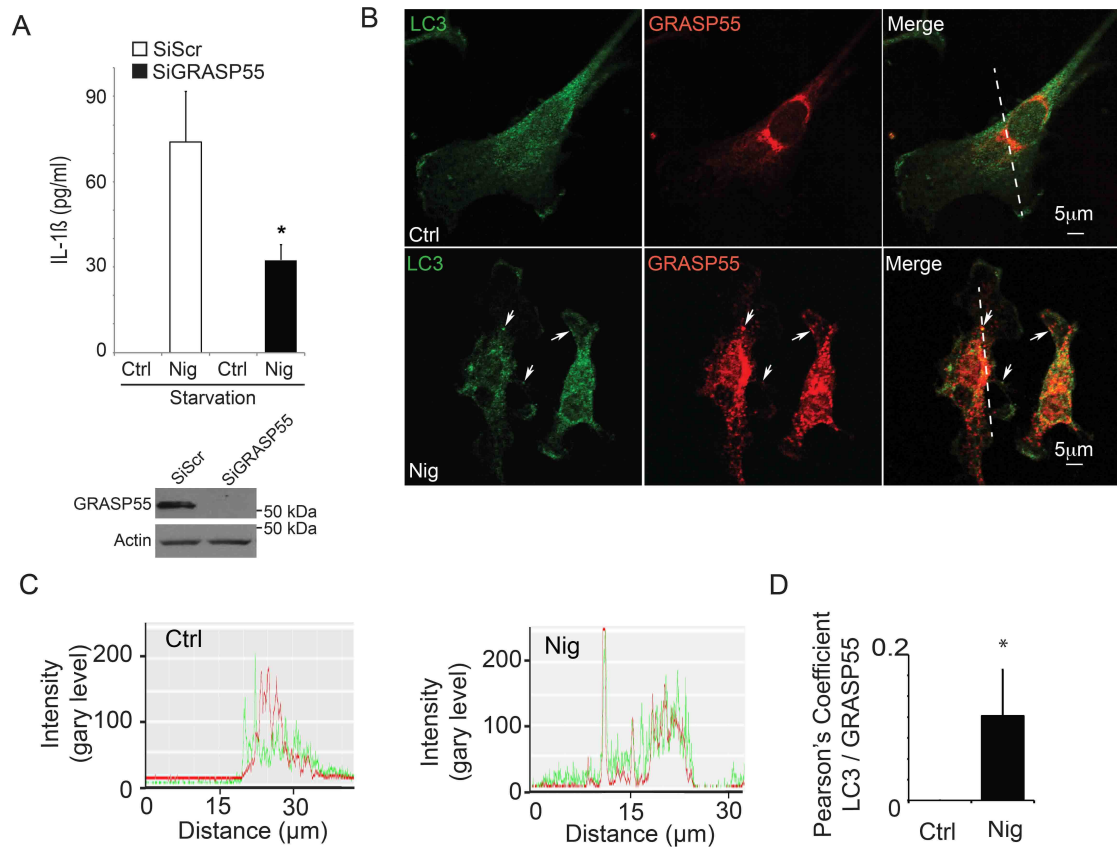 A
SiScr
SiGRASP55
IL-1ß (pg/ml)
90
60
30
0
Ctrl Nig Ctrl Nig
*
Starvation
SiScr SiGRASP55
GRASP55
50 kDa
50 kDa
Actin
B
LC3 GRASP55 Merge
Ctrl
5µm
LC3 GRASP55 Merge
Nig
5µm
C
Ctrl
Intensity
(gary level)
200
100
0
0 15 30
Distance (µm)
Nig
Intensity
(gary level)
200
100
0
0 15 30
Distance (µm)
D
Pearson's Coefficient
LC3 / GRASP55
0.2
0
*
Ctrl Nig